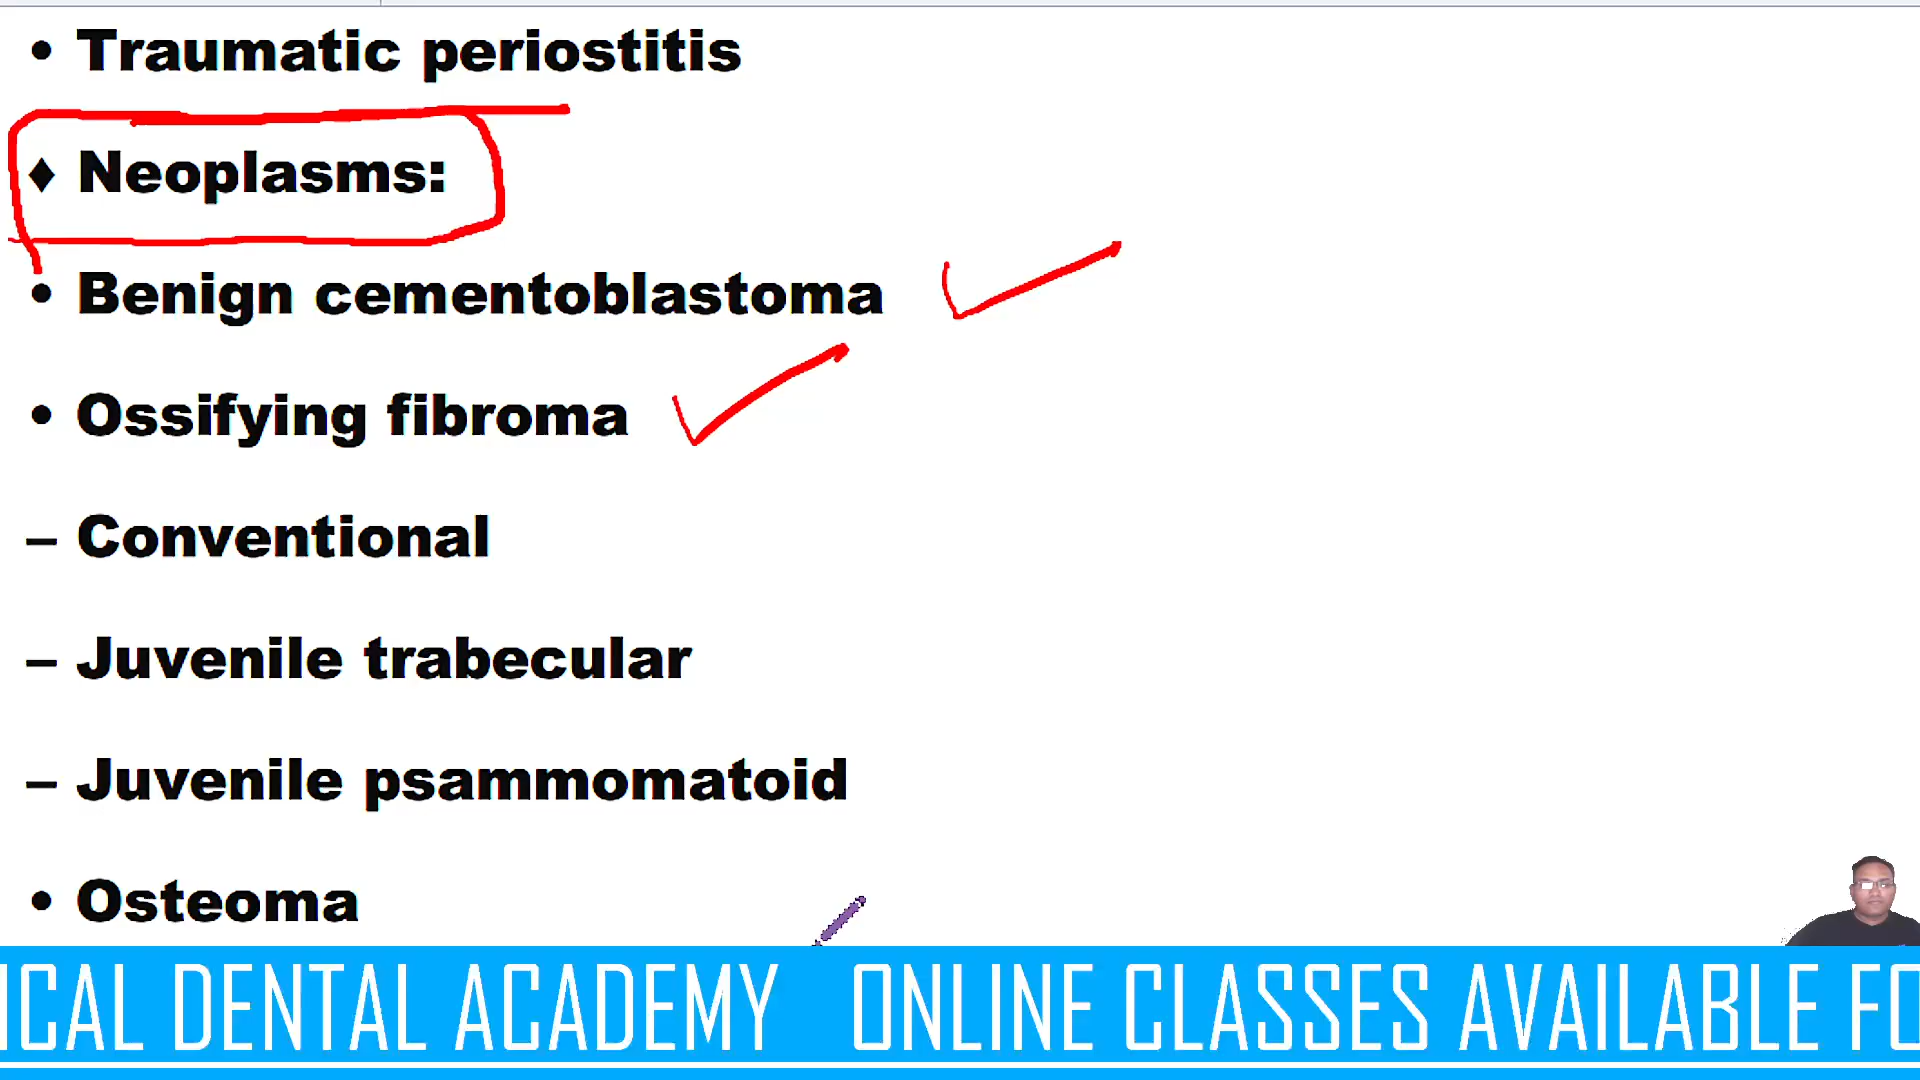 • Traumatic periostitis
♦ Neoplasms:
• Benign cementoblastoma
• Ossifying fibroma
– Conventional
– Juvenile trabecular
– Juvenile psammomatoid
• Osteoma
ICAL DENTAL ACADEMY ONLINE CLASSES AVAILABLE FO